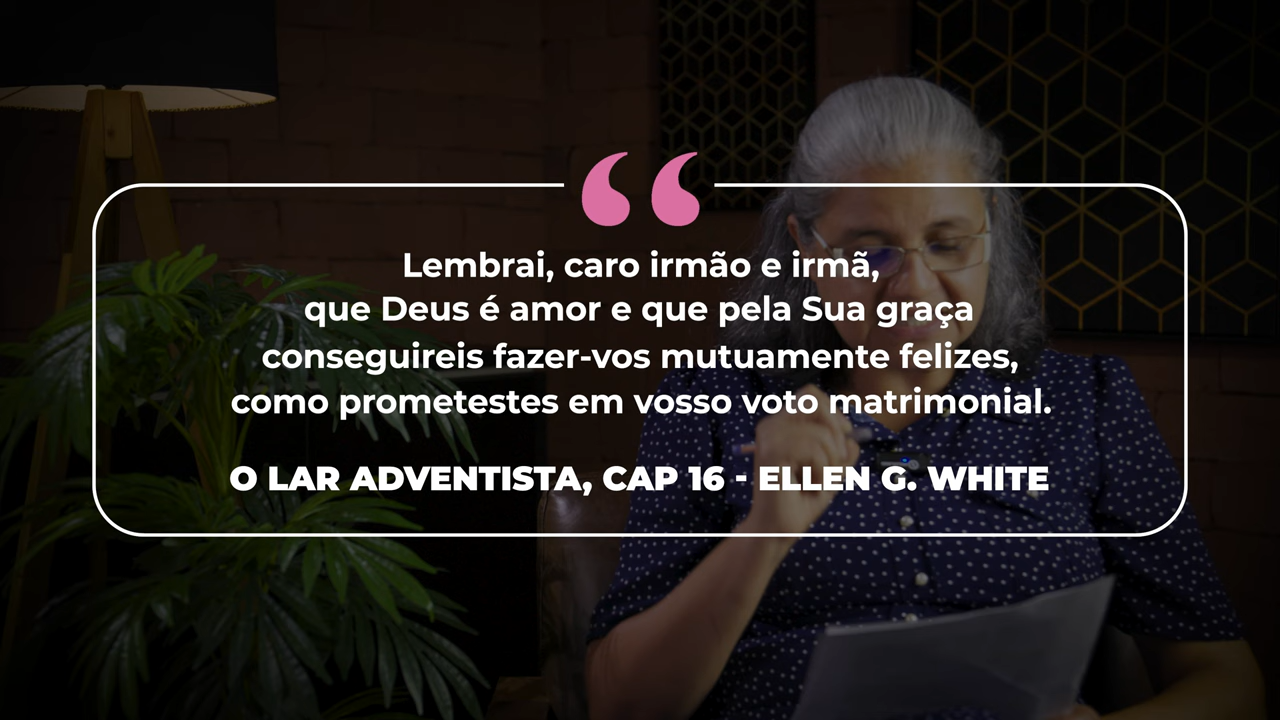 Lembrai, caro irmão e irmã,
que Deus é amor e que pela Sua graça
conseguireis fazer-vos mutuamente felizes,
como prometestes em vosso voto matrimonial.
O LAR ADVENTISTA, CAP 16 - ELLEN G. WHITE